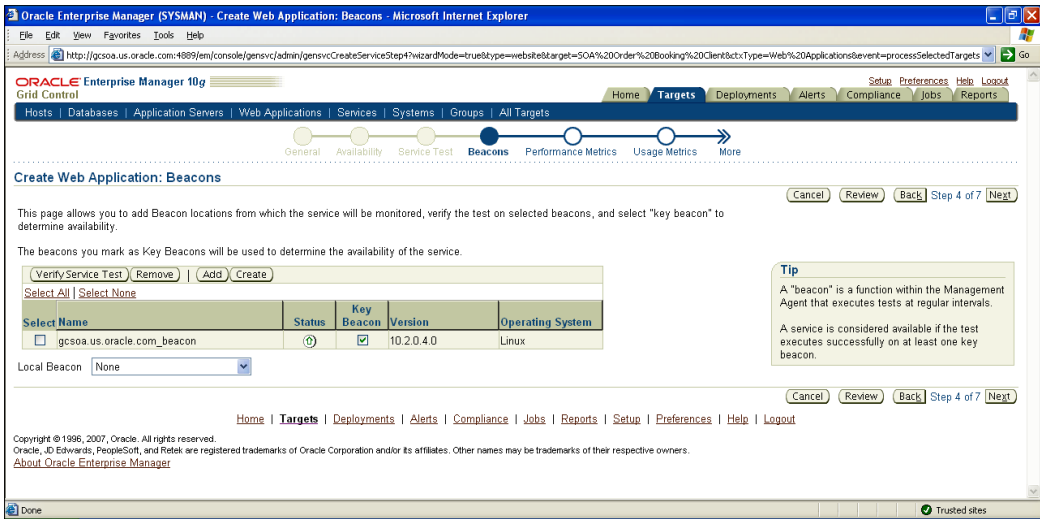 Oracle Enterprise Manager (SYSMAN) - Create Web Application: Beacons - Microsoft Internet Explorer
File Edit View Favorites Tools Help
Address http://gcsoa.us.oracle.com:4889/em/console/gensvc/admin/gensvcCreateServiceStep4?wizardMode=true&type=website&target=SOA%20Order%20Booking%20Client&ctxType=Web%20Applications&event=processSelectedTargets Go
ORACLE Enterprise Manager 10g
Setup Preferences Help Logout
Grid Control
Home Targets Deployments Alerts Compliance Jobs Reports
Hosts | Databases | Application Servers | Web Applications | Services | Systems | Groups | All Targets
General Availability Service Test Beacons Performance Metrics Usage Metrics More
Create Web Application: Beacons
Cancel Review Back Step 4 of 7 Next
This page allows you to add Beacon locations from which the service will be monitored, verify the test on selected beacons, and select "key beacon" to
determine availability.
The beacons you mark as Key Beacons will be used to determine the availability of the service.
Verify Service Test Remove | Add Create
Select All | Select None
Select Name Status Key Beacon Version Operating System
gcsoa.us.oracle.com_beacon 10.2.0.4.0 Linux
Local Beacon None
Tip
A "beacon" is a function within the Management
Agent that executes tests at regular intervals.
A service is considered available if the test
executes successfully on at least one key
beacon.
Cancel Review Back Step 4 of 7 Next
Home | Targets | Deployments | Alerts | Compliance | Jobs | Reports | Setup | Preferences | Help | Logout
Copyright © 1996, 2007, Oracle. All rights reserved.
Oracle, JD Edwards, PeopleSoft, and Retek are registered trademarks of Oracle Corporation and/or its affiliates. Other names may be trademarks of their respective owners.
About Oracle Enterprise Manager
Done Trusted sites